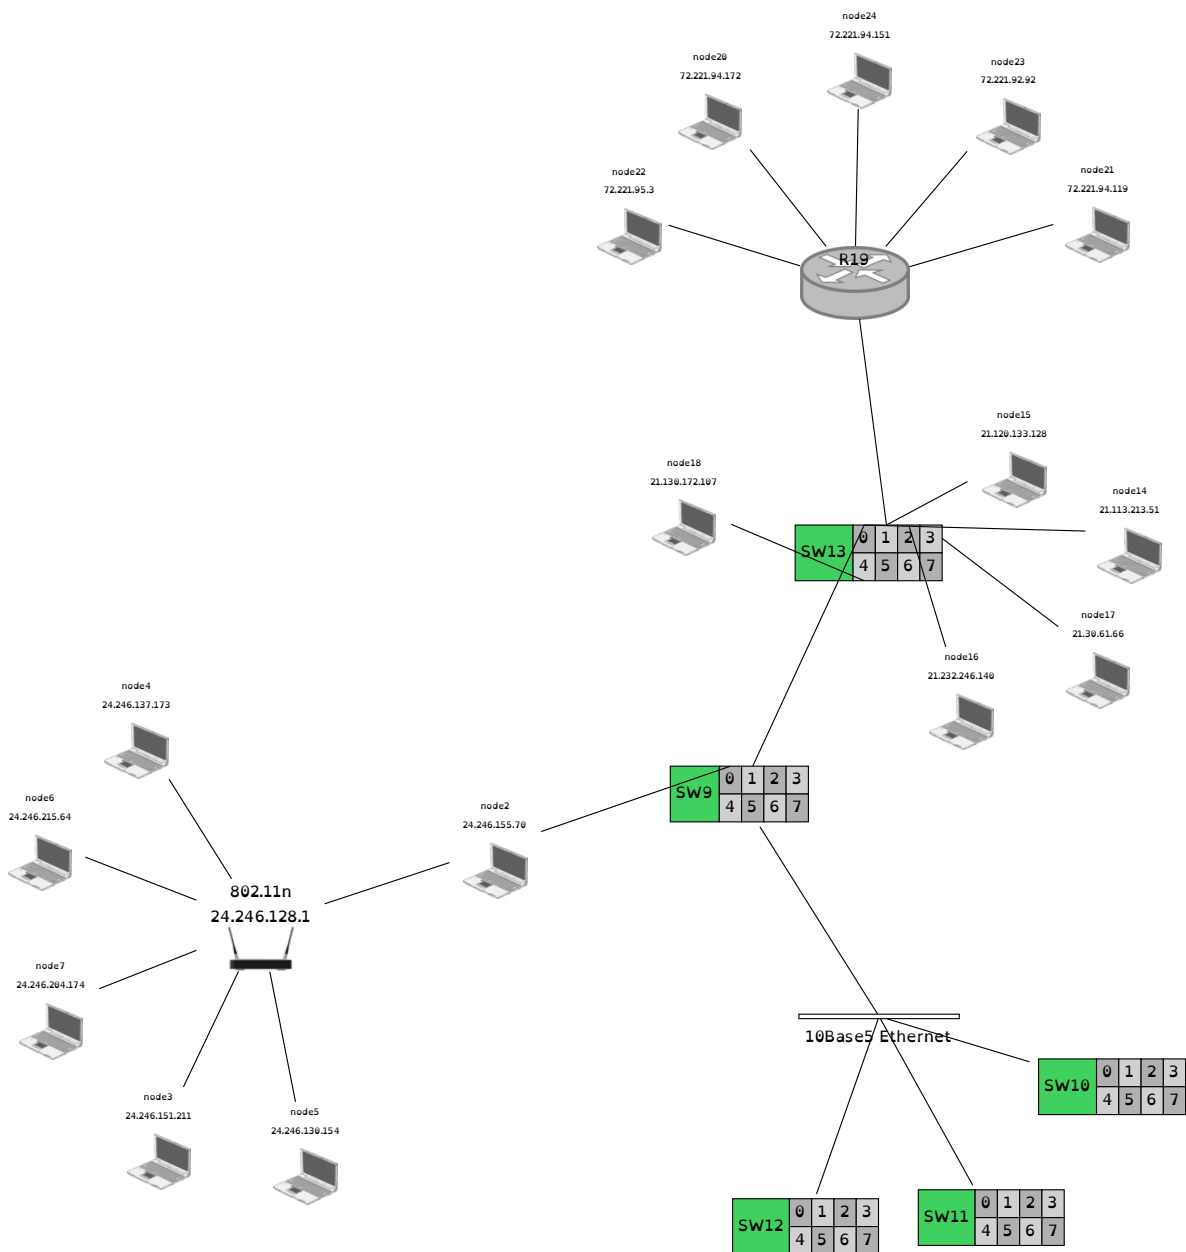 node24
72.221.94.151
node20
72.221.94.172
node23
72.221.92.92
node22
72.221.95.3
node21
72.221.94.119
R19
node15
21.120.133.128
node18
21.130.172.107
node14
21.113.213.51
SW13 0 1 2 3
4 5 6 7
node17
21.30.61.66
node16
21.232.246.140
node4
24.246.137.173
SW9 0 1 2 3
4 5 6 7
node6
24.246.215.64
node2
24.246.155.70
802.11n
24.246.128.1
node7
24.246.204.174
10Base5 Ethernet
SW10 0 1 2 3
4 5 6 7
node3
24.246.151.211
node5
24.246.130.154
SW12 0 1 2 3
4 5 6 7
SW11 0 1 2 3
4 5 6 7